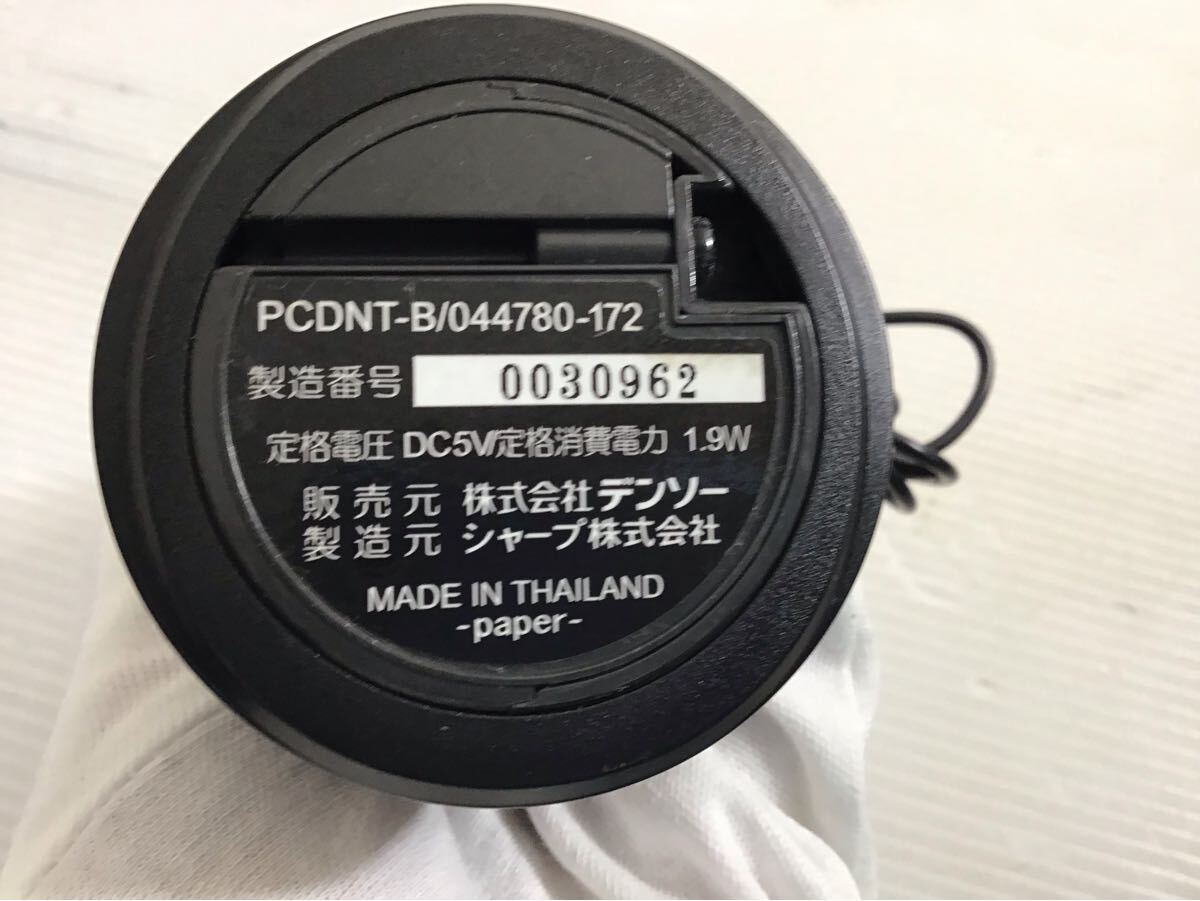 PCDNT-B/044780-172
製造番号 0030962
定格電圧 DC5V/定格消費電力 1.9W
販売元 株式会社デンソー
製造元 シャープ株式会社
MADE IN THAILAND
-paper-